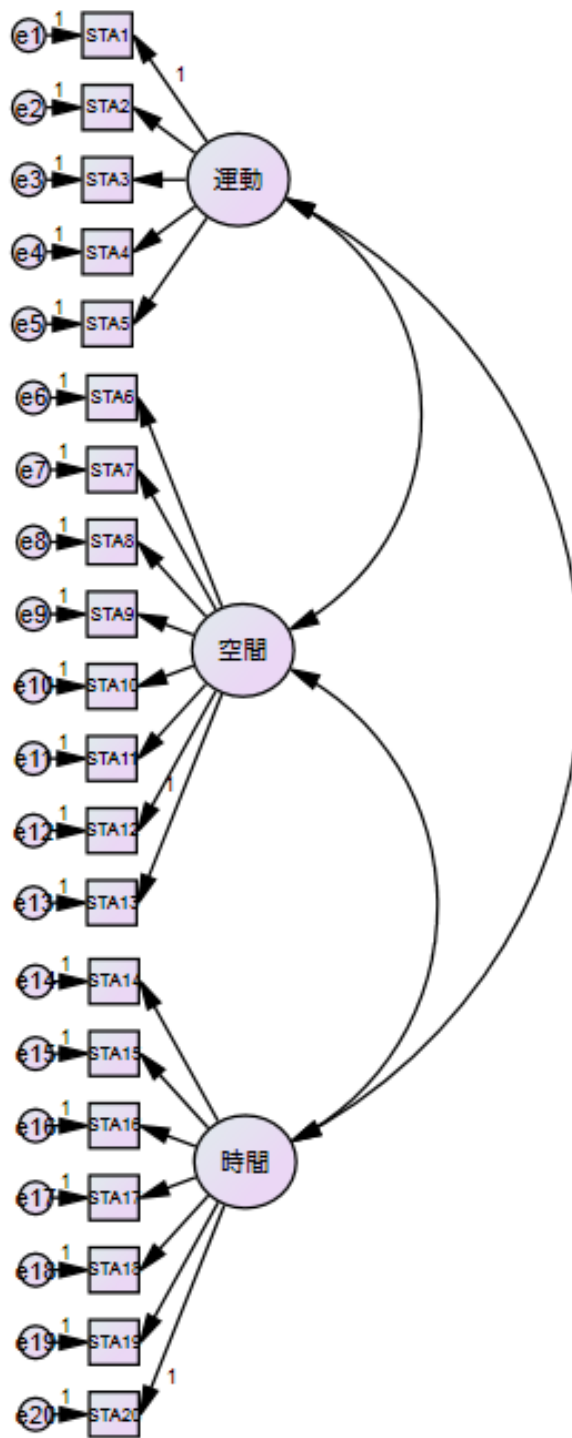 e1 1 STA1
1
e2 1 STA2
e3 1 STA3
運動
e4 1 STA4
e5 1 STA5
e6 1 STA6
e7 1 STA7
e8 1 STA8
e9 1 STA9
空間
e10 1 STA10
e11 1 STA11
1
e12 1 STA12
e13 1 STA13
e14 1 STA14
e15 1 STA15
e16 1 STA16
時間
e17 1 STA17
e18 1 STA18
e19 1 STA19
1
e20 1 STA20